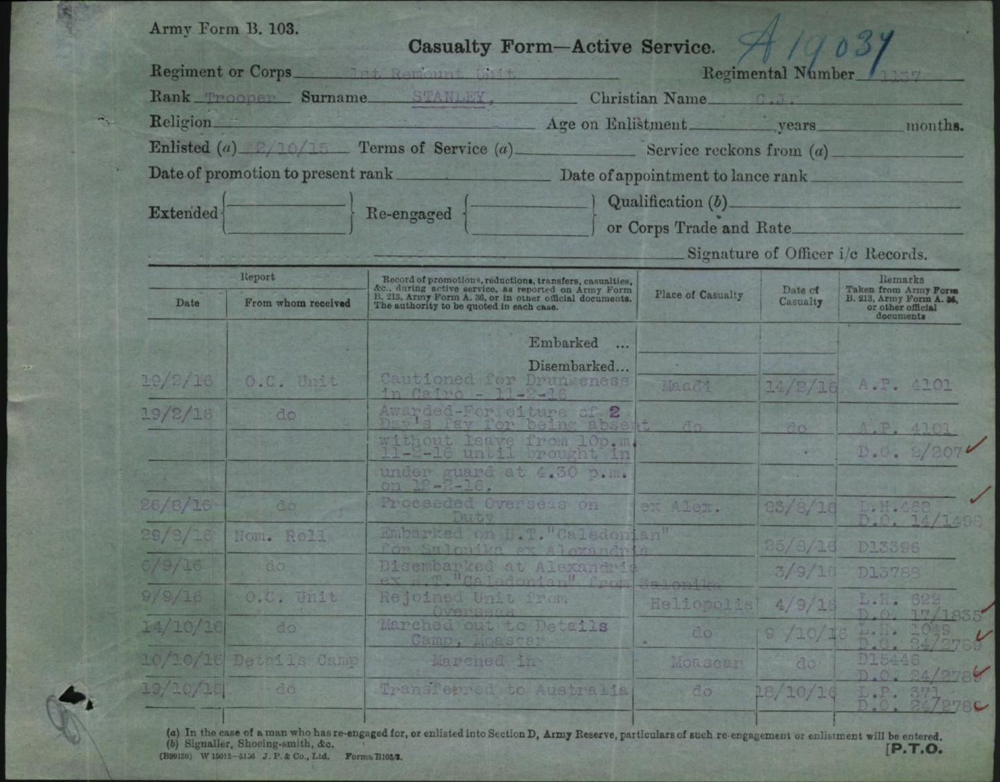 Army Form B. 103.
A 19037
Casualty Form—Active Service.
Regiment or Corps 1st Remount Unit Regimental Number 1137
Rank Trooper Surname STANLEY, Christian Name C.J.
Religion Age on Enlistment years months.
Enlisted (a) 2/10/15 Terms of Service (a) Service reckons from (a)
Date of promotion to present rank Date of appointment to lance rank
Extended Re-engaged Qualification (b)
or Corps Trade and Rate
Signature of Officer i/c Records.
Report
Date
From whom received
Record of promotions, reductions, transfers, casualties,
&c., during active service, as reported on Army Form
B. 213, Army Form A. 36, or in other official documents.
The authority to be quoted in each case.
Place of Casualty
Date of
Casualty
Remarks
Taken from Army Form
B. 213, Army Form A. 36,
or other official
documents
Embarked ...
Disembarked...
19/2/16 O.C. Unit Cautioned for Drunkeness Maadi 14/2/16 A.P. 4101
in Cairo - 11-2-16
19/2/16 do Awarded-Forfeiture of 2
Day's Pay for being absent do do A.P. 4101
without leave from 10p.m.
11-2-16 until brought in D.O. 2/207
under guard at 4.30 p.m.
on 12-2-16.
26/8/16 do Proceeded Overseas on ex Alex. 23/8/16 L.H.468
Duty D.O. 14/1498
29/8/16 Nom. Roll Embarked on H.T."Caledonian"
for Salonika ex Alexandria 23/8/16 D13396
6/9/16 do Disembarked at Alexandria 3/9/16 D13788
ex H.T."Caledonian" from Salonika
9/9/16 O.C. Unit Rejoined Unit from Heliopolis 4/9/16 L.H. 622
Overseas D.O. 17/1835
14/10/16 do Marched out to Details do 9 /10/16 L.H. 1049
Camp, Moascar D.O. 24/2789
10/10/16 Details Camp Marched in Moascar do D15446
D.O. 24/2789
19/10/16 do Transferred to Australia do 18/10/16 L.P. 371
D.O. 24/2789
(a) In the case of a man who has re-engaged for, or enlisted into Section D, Army Reserve, particulars of such re-engagement or enlistment will be entered.
(b) Signaller, Shoeing-smith, &c.
[P.T.O.
(B99130) W 15012—5156 J. P. & Co., Ltd. Forms/B103/3.